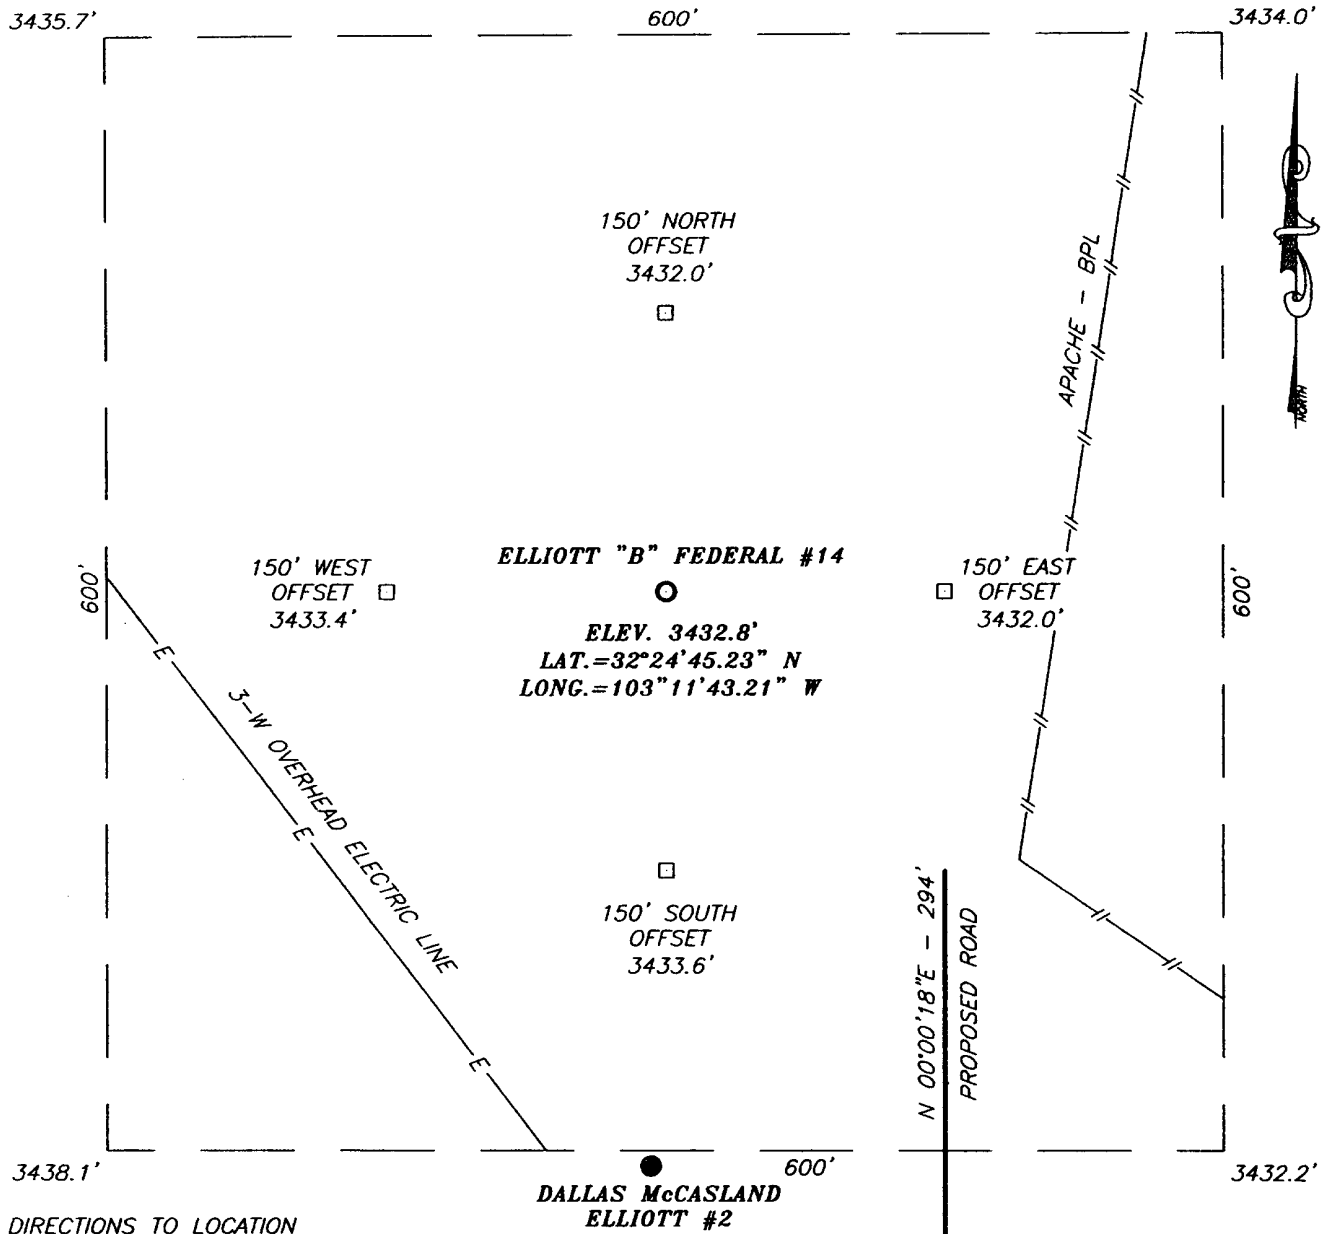 3435.7'
600'
3434.0'
150' NORTH
OFFSET
3432.0'
APACHE - BPL
NORTH
ELLIOTT "B" FEDERAL #14
150' WEST
OFFSET
3433.4'
150' EAST
OFFSET
3432.0'
600'
600'
ELEV. 3432.8'
LAT.=32°24'45.23" N
LONG.=103"11'43.21" W
E
3-W OVERHEAD ELECTRIC LINE
E
150' SOUTH
OFFSET
3433.6'
N 00°00'18"E - 294'
PROPOSED ROAD
E
3438.1'
600'
3432.2'
DALLAS McCASLAND
ELLIOTT #2
DIRECTIONS TO LOCATION